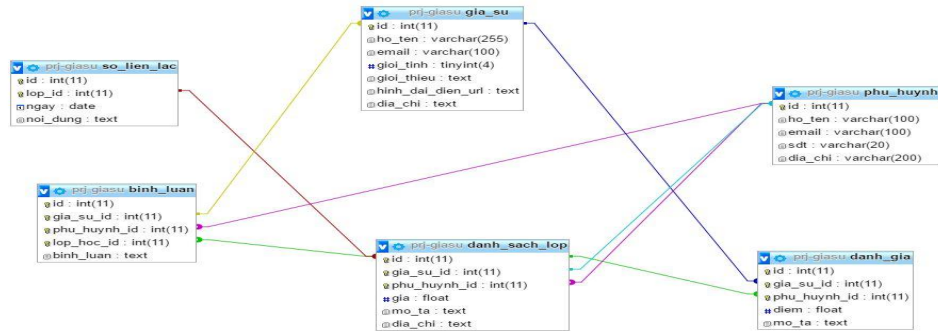 prj-giasu gia_su
id : int(11)
ho_ten : varchar(255)
email : varchar(100)
gioi_tinh : tinyint(4)
gioi_thieu : text
hinh_dai_dien_url : text
dia_chi : text
prj-giasu so_lien_lac
id : int(11)
lop_id : int(11)
ngay : date
noi_dung : text
prj-giasu phu_huynh
id : int(11)
ho_ten : varchar(100)
email : varchar(100)
sdt : varchar(20)
dia_chi : varchar(200)
prj-giasu binh_luan
id : int(11)
gia_su_id : int(11)
phu_huynh_id : int(11)
lop_hoc_id : int(11)
binh_luan : text
prj-giasu danh_sach_lop
id : int(11)
gia_su_id : int(11)
phu_huynh_id : int(11)
gia : float
mo_ta : text
dia_chi : text
prj-giasu danh_gia
id : int(11)
gia_su_id : int(11)
phu_huynh_id : int(11)
diem : float
mo_ta : text